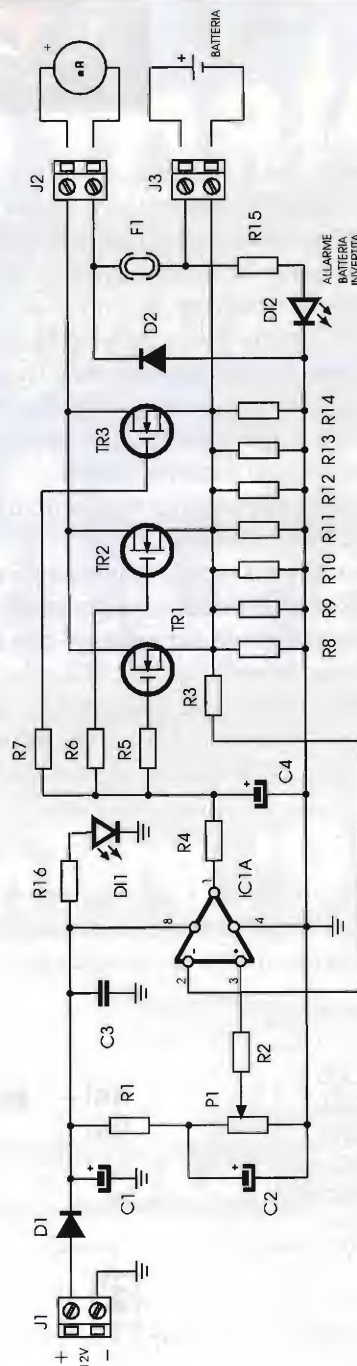 +
12V
−
J1
D1
C1
R1
C2
P1
C3
R2
R16
DI1
2
3
8
4
1
IC1A
R4
C4
R7
R6
R5
R3
TR1
TR2
TR3
R8
R9
R10
R11
R12
R13
R14
D2
F1
R15
DI2
ALLARME
BATTERIA
INVERTITA
J2
J3
+
mA
+
BATTERIA